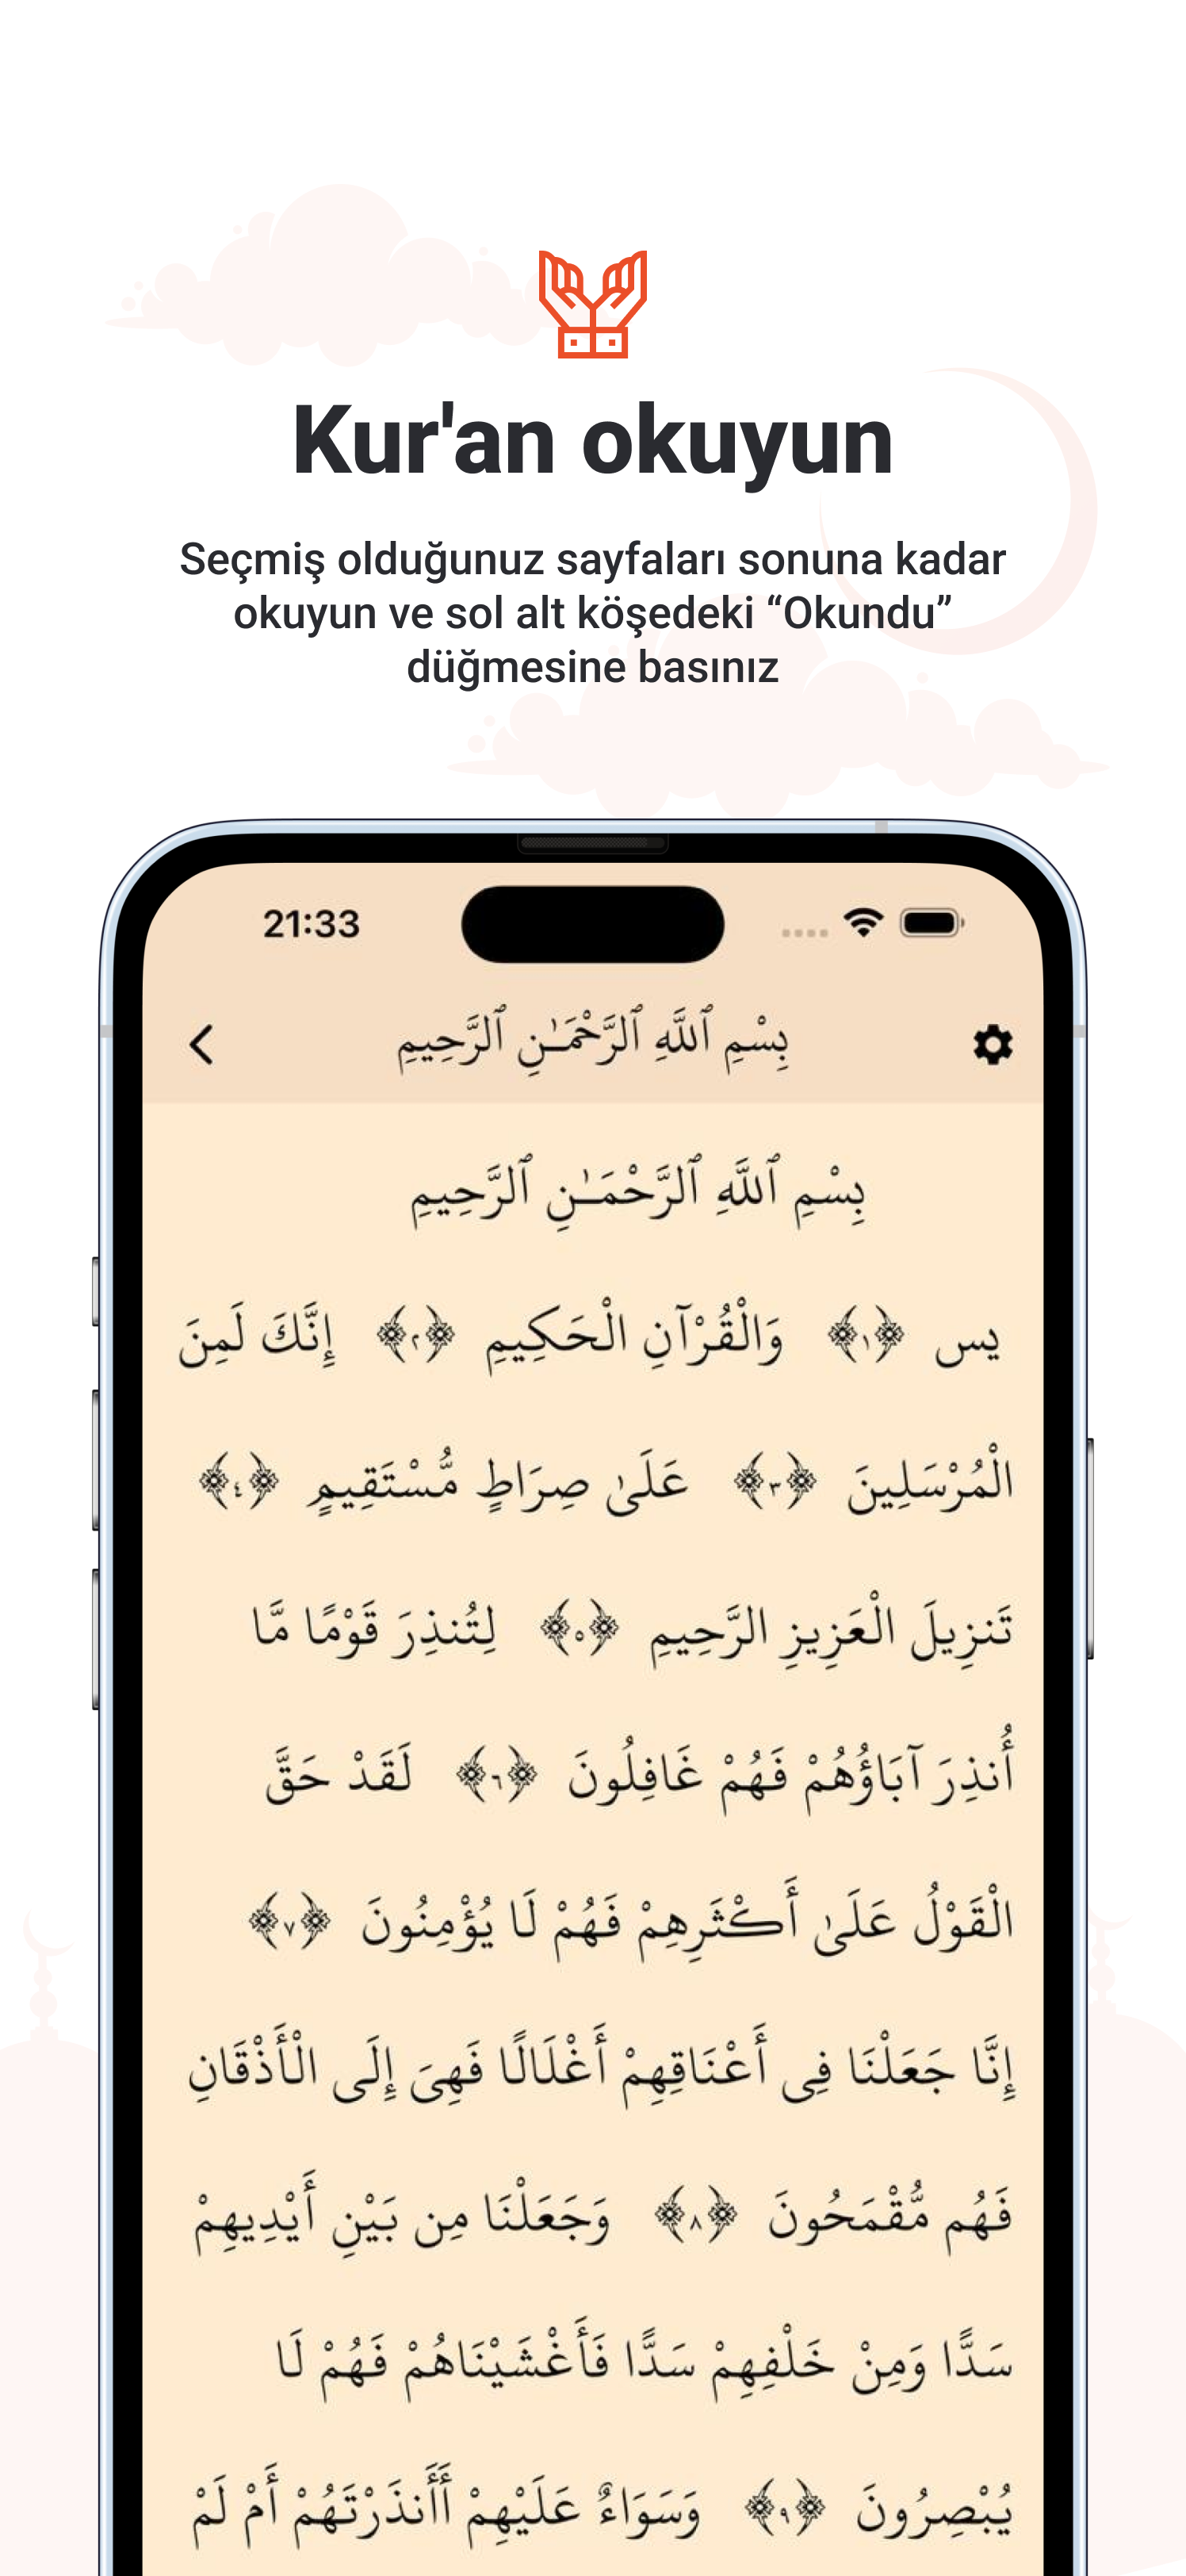 Kur'an okuyun
Seçmiş olduğunuz sayfaları sonuna kadar
okuyun ve sol alt köşedeki “Okundu”
düğmesine basınız
21:33
بِسْمِ ٱللَّهِ ٱلرَّحْمَـٰنِ ٱلرَّحِيمِ
بِسْمِ ٱللَّهِ ٱلرَّحْمَـٰنِ ٱلرَّحِيمِ
يس ﴿١﴾ وَالْقُرْآنِ الْحَكِيمِ ﴿٢﴾ إِنَّكَ لَمِنَ
الْمُرْسَلِينَ ﴿٣﴾ عَلَىٰ صِرَاطٍ مُّسْتَقِيمٍ ﴿٤﴾
تَنزِيلَ الْعَزِيزِ الرَّحِيمِ ﴿٥﴾ لِتُنذِرَ قَوْمًا مَّا
أُنذِرَ آبَاؤُهُمْ فَهُمْ غَافِلُونَ ﴿٦﴾ لَقَدْ حَقَّ
الْقَوْلُ عَلَىٰ أَكْثَرِهِمْ فَهُمْ لَا يُؤْمِنُونَ ﴿٧﴾
إِنَّا جَعَلْنَا فِى أَعْنَاقِهِمْ أَغْلَالًا فَهِىَ إِلَى الْأَذْقَانِ
فَهُم مُّقْمَحُونَ ﴿٨﴾ وَجَعَلْنَا مِن بَيْنِ أَيْدِيهِمْ
سَدًّا وَمِنْ خَلْفِهِمْ سَدًّا فَأَغْشَيْنَاهُمْ فَهُمْ لَا
يُبْصِرُونَ ﴿٩﴾ وَسَوَاءٌ عَلَيْهِمْ أَأَنذَرْتَهُمْ أَمْ لَمْ